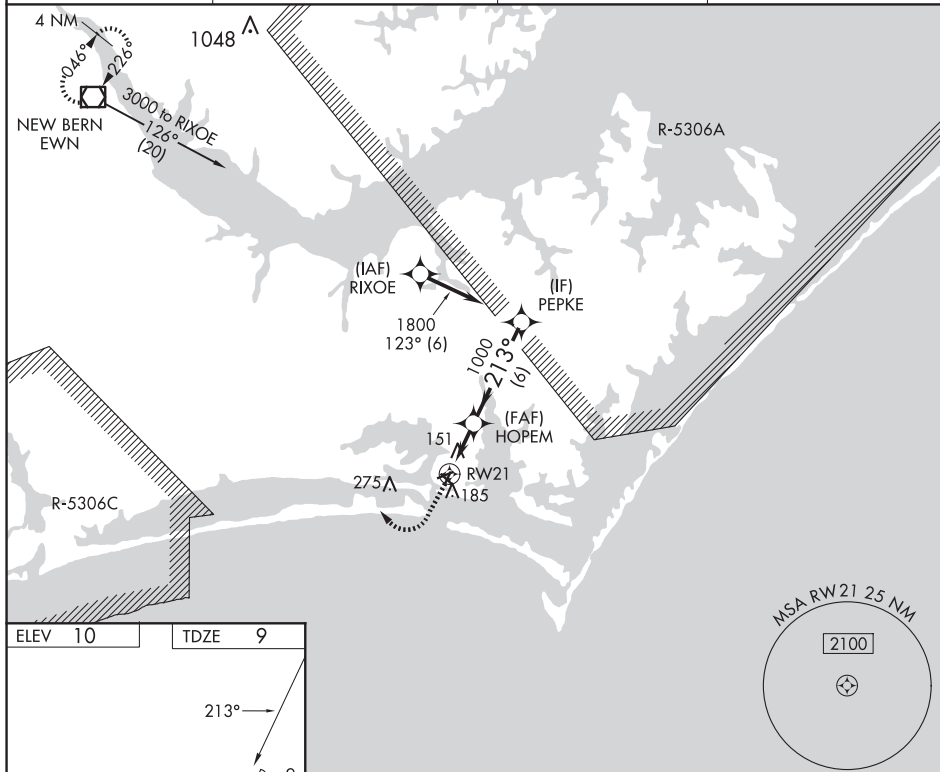 4 NM
1048
046°
226°
3000 to RIXOE
126°
(20)
NEW BERN
EWN
R-5306A
(IAF)
RIXOE
(IF)
PEPKE
1800
123° (6)
1000
213°
(6)
(FAF)
HOPEM
151
RW21
275
185
R-5306C
MSA RW21 25 NM
2100
ELEV 10
TDZE 9
213°